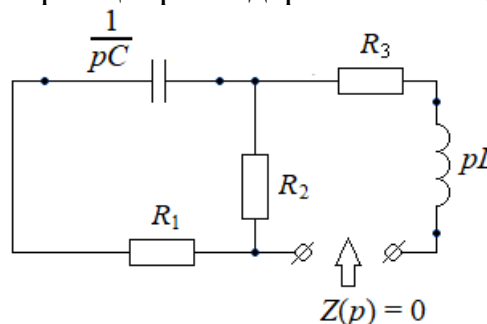 1
pC
R₃
R₂
pL
R₁
Z(p) = 0